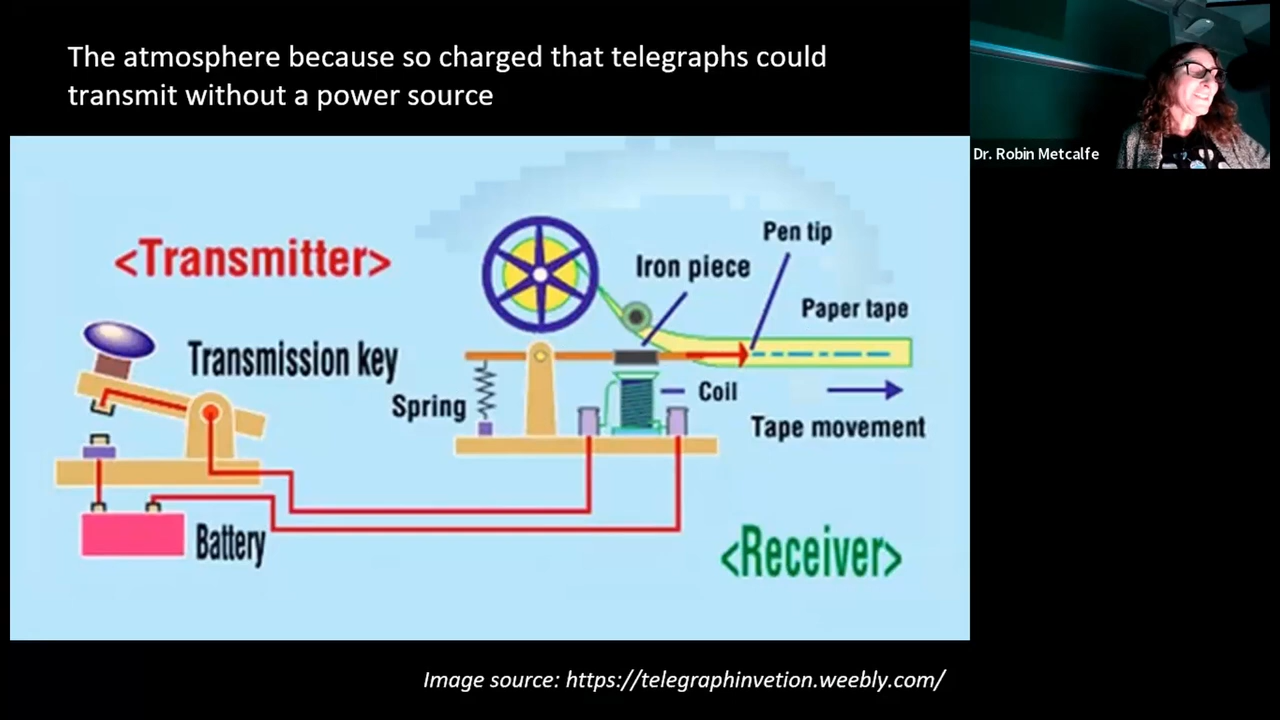 The atmosphere because so charged that telegraphs could
transmit without a power source
Dr. Robin Metcalfe
<Transmitter>
Transmission key
Battery
Spring
Iron piece
Pen tip
Paper tape
Coil
Tape movement
<Receiver>
Image source: https://telegraphinvetion.weebly.com/